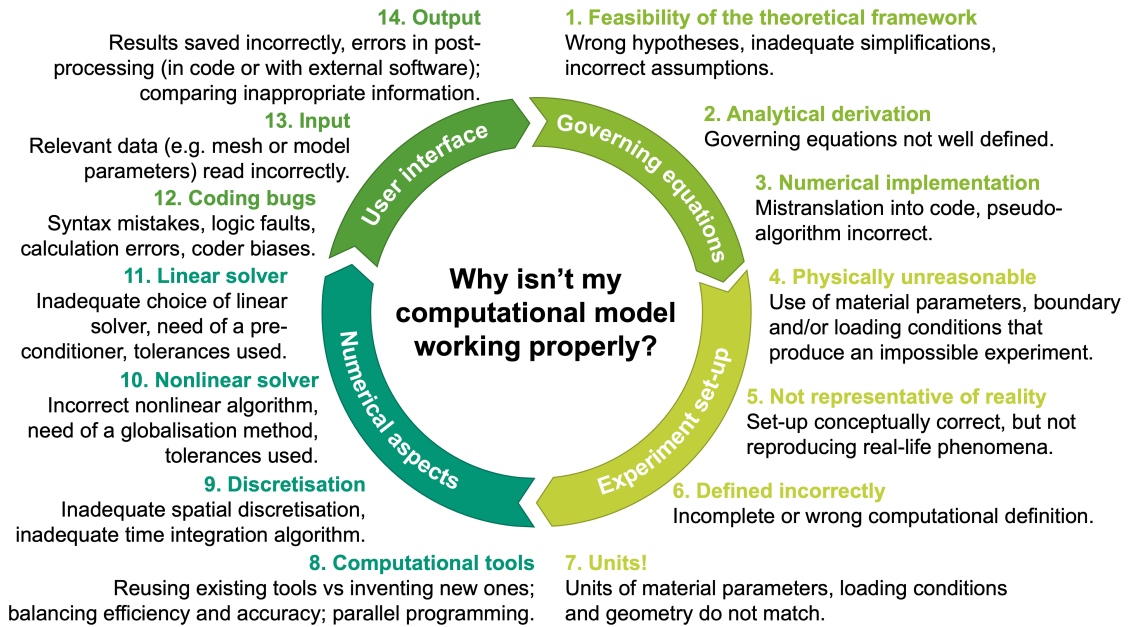 14. Output
Results saved incorrectly, errors in post-
processing (in code or with external software);
comparing inappropriate information.
1. Feasibility of the theoretical framework
Wrong hypotheses, inadequate simplifications,
incorrect assumptions.
13. Input
Relevant data (e.g. mesh or model
parameters) read incorrectly.
2. Analytical derivation
Governing equations not well defined.
12. Coding bugs
Syntax mistakes, logic faults,
calculation errors, coder biases.
3. Numerical implementation
Mistranslation into code, pseudo-
algorithm incorrect.
User interface
Governing equations
11. Linear solver
Inadequate choice of linear
solver, need of a pre-
conditioner, tolerances used.
Why isn't my
computational model
working properly?
4. Physically unreasonable
Use of material parameters, boundary
and/or loading conditions that
produce an impossible experiment.
Numerical aspects
Experiment set-up
10. Nonlinear solver
Incorrect nonlinear algorithm,
need of a globalisation method,
tolerances used.
5. Not representative of reality
Set-up conceptually correct, but not
reproducing real-life phenomena.
9. Discretisation
Inadequate spatial discretisation,
inadequate time integration algorithm.
6. Defined incorrectly
Incomplete or wrong computational definition.
8. Computational tools
Reusing existing tools vs inventing new ones;
balancing efficiency and accuracy; parallel programming.
7. Units!
Units of material parameters, loading conditions
and geometry do not match.